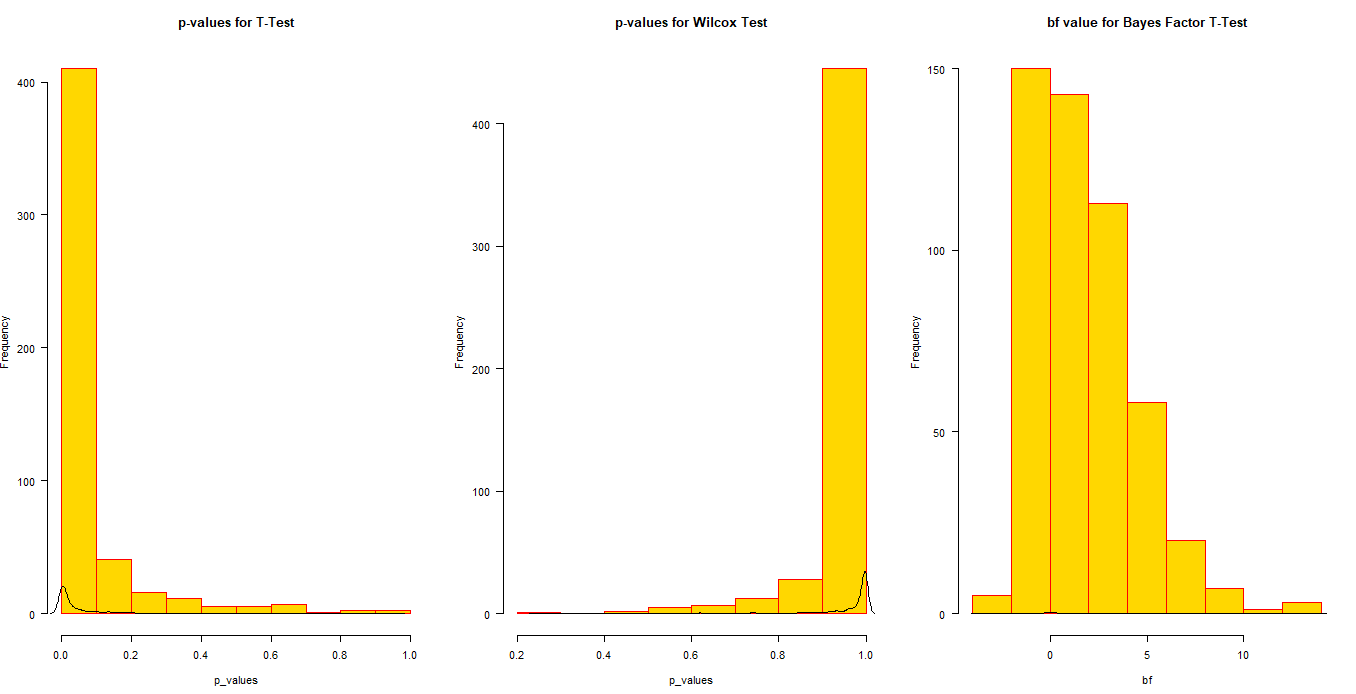 p-values for T-Test
Frequency
400
300
200
100
0
0.0 0.2 0.4 0.6 0.8 1.0
p_values
p-values for Wilcox Test
Frequency
400
300
200
100
0
0.2 0.4 0.6 0.8 1.0
p_values
bf value for Bayes Factor T-Test
Frequency
150
100
50
0
0 5 10
bf